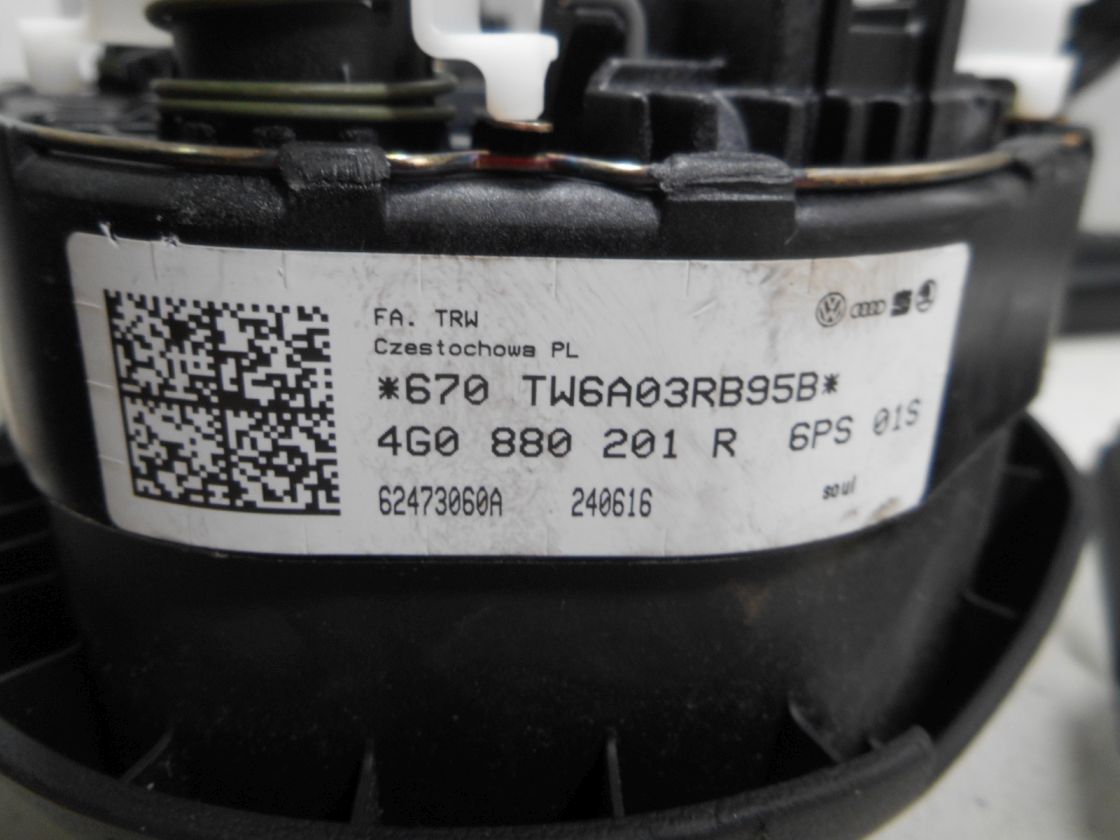 FA. TRW
Czestochowa PL
*670 TW6A03RB95B*
4G0 880 201 R 6PS 01S
62473060A 240616 soul